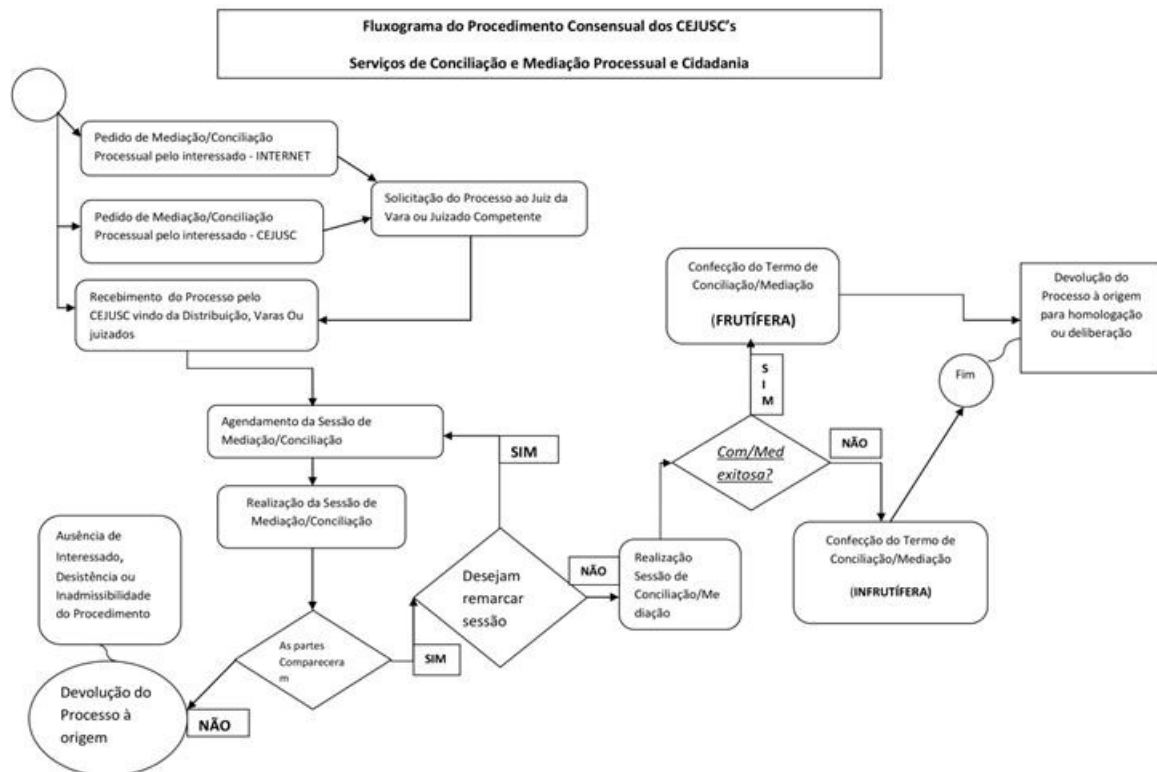 Fluxograma do Procedimento Consensual dos CEJUSC's
Serviços de Conciliação e Mediação Processual e Cidadania
Pedido de Mediação/Conciliação
Processual pelo interessado - INTERNET
Pedido de Mediação/Conciliação
Processual pelo interessado - CEJUSC
Solicitação do Processo ao Juiz da
Vara ou Juizado Competente
Recebimento do Processo pelo
CEJUSC vindo da Distribuição, Varas Ou
juizados
Agendamento da Sessão de
Mediação/Conciliação
Realização da Sessão de
Mediação/Conciliação
As partes
Comparecera
m
NÃO
Devolução do
Processo à
origem
Ausência de
Interessado,
Desistência ou
Inadmissibilidade
do Procedimento
SIM
Desejam
remarcar
sessão
SIM
NÃO
Realização
Sessão de
Conciliação/Me
diação
Com/Med
exitosa?
S
I
M
Confecção do Termo de
Conciliação/Mediação
(FRUTÍFERA)
NÃO
Confecção do Termo de
Conciliação/Mediação
(INFRUTÍFERA)
Fim
Devolução do
Processo à origem
para homologação
ou deliberação